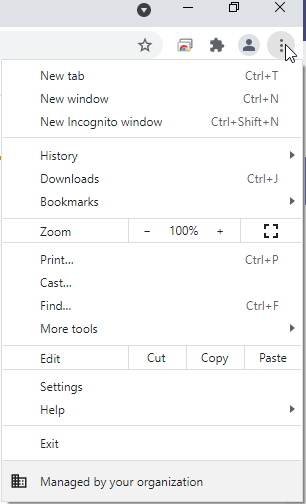 New tab Ctrl+T
New window Ctrl+N
New Incognito window Ctrl+Shift+N
History
Downloads Ctrl+J
Bookmarks
Zoom − 100% +
Print... Ctrl+P
Cast...
Find... Ctrl+F
More tools
Edit Cut Copy Paste
Settings
Help
Exit
Managed by your organization